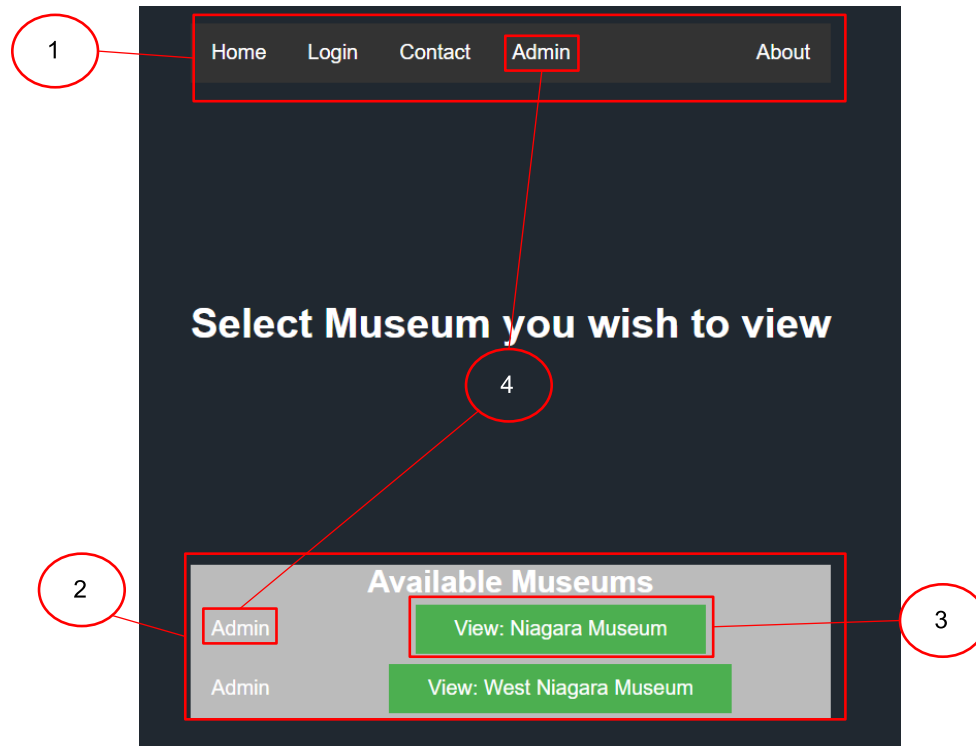 1
Home Login Contact Admin About
Select Museum you wish to view
4
Available Museums
2
Admin View: Niagara Museum
3
Admin View: West Niagara Museum